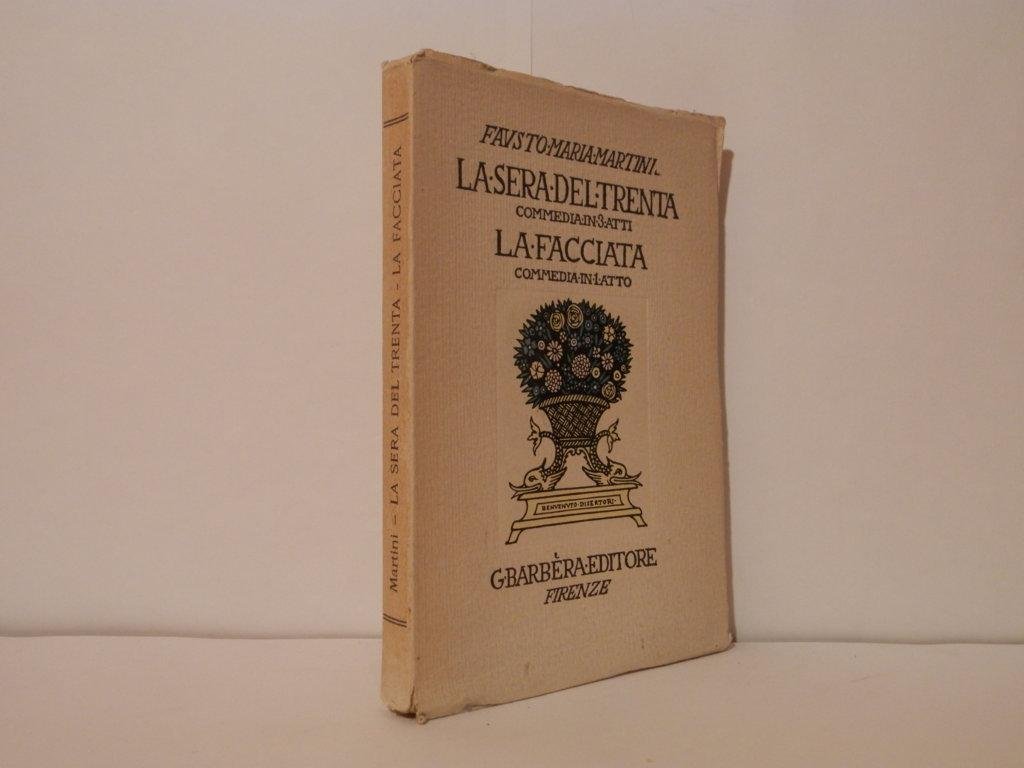 Martini - LA SERA DEL TRENTA - LA FACCIATA
FAVSTO·MARIA·MARTINI
LA·SERA·DEL·TRENTA
COMMEDIA·IN·3·ATTI
LA·FACCIATA
COMMEDIA·IN·1·ATTO
BENVENVTO·DISERTORI·
G·BARBÈRA·EDITORE
FIRENZE